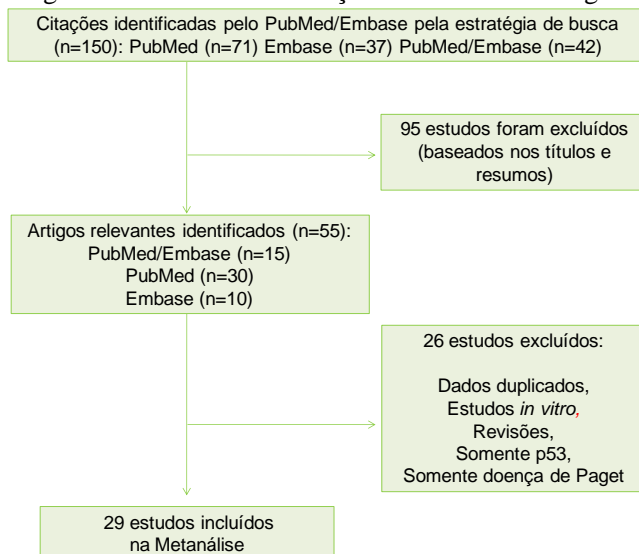 Citações identificadas pelo PubMed/Embase pela estratégia de busca
(n=150): PubMed (n=71) Embase (n=37) PubMed/Embase (n=42)
95 estudos foram excluídos
(baseados nos títulos e
resumos)
Artigos relevantes identificados (n=55):
PubMed/Embase (n=15)
PubMed (n=30)
Embase (n=10)
26 estudos excluídos:
Dados duplicados,
Estudos in vitro,
Revisões,
Somente p53,
Somente doença de Paget
29 estudos incluídos
na Metanálise